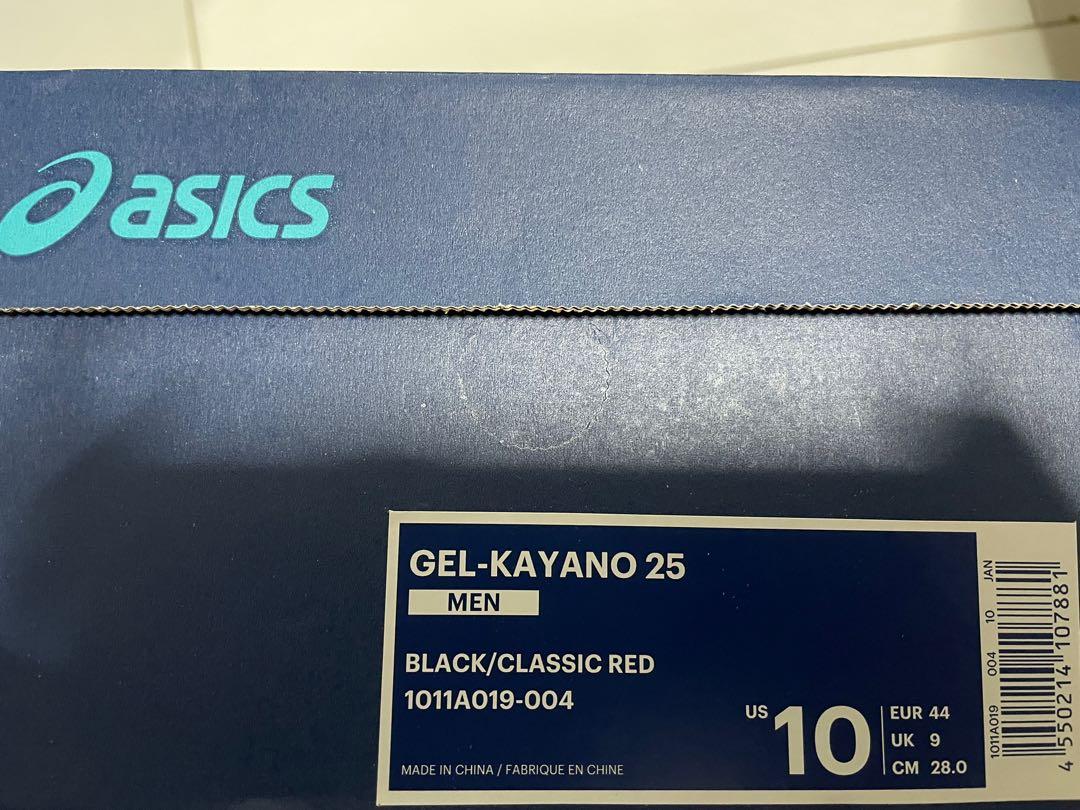 asics
GEL-KAYANO 25
MEN
BLACK/CLASSIC RED
1011A019-004
US 10
EUR 44
UK 9
CM 28.0
MADE IN CHINA / FABRIQUE EN CHINE
1011A019 004 10 JAN
4 550214 107881